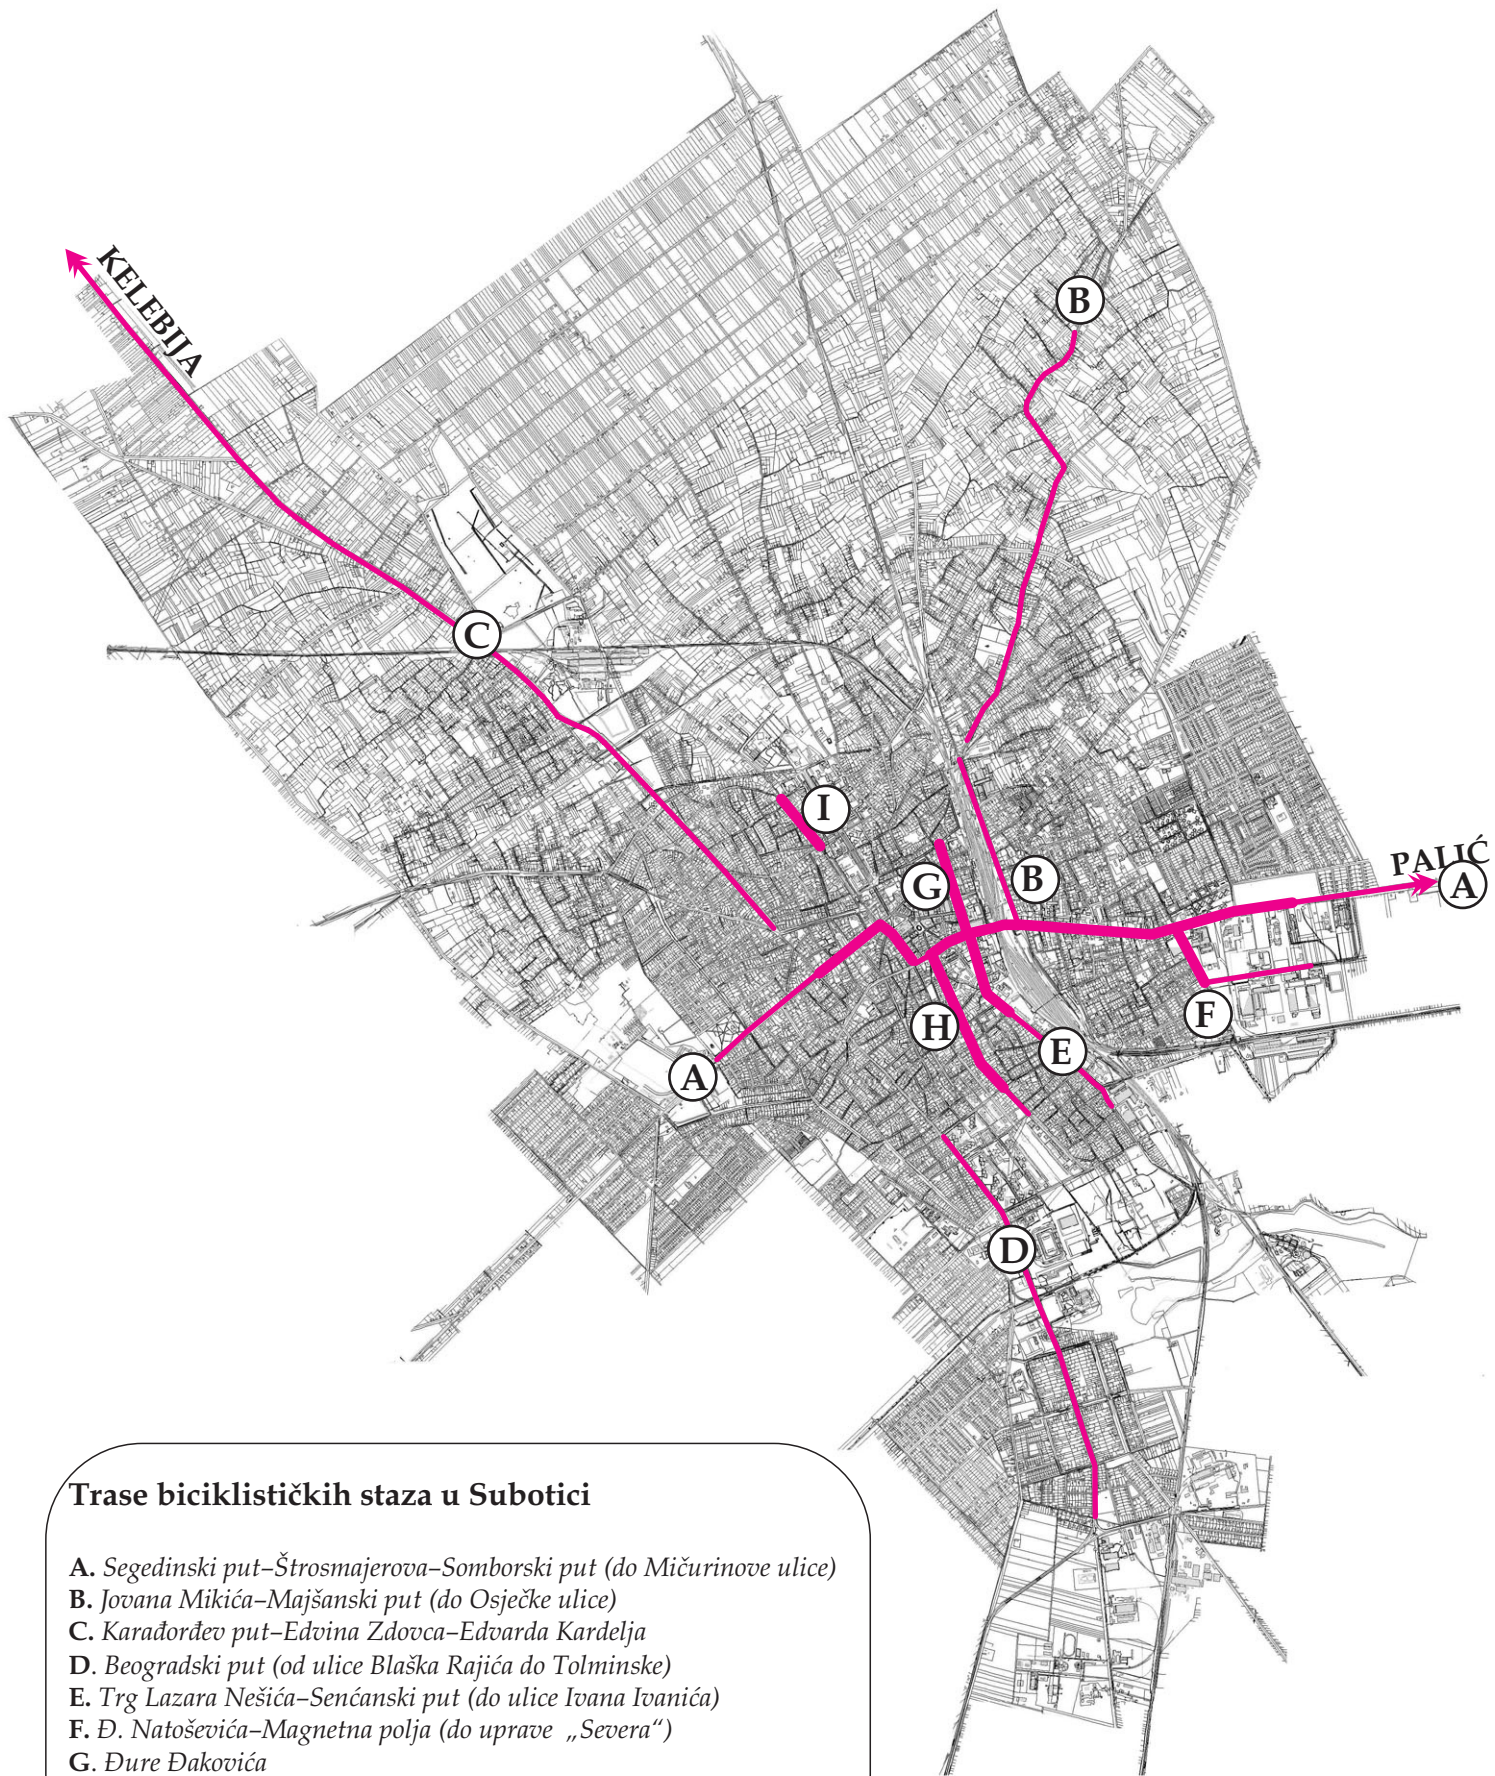 KELEBIJA
B
C
I
G
B
PALIĆ
A
F
H
E
A
D
Trase biciklističkih staza u Subotici
A. Segedinski put–Štrosmajerova–Somborski put (do Mičurinove ulice)
B. Jovana Mikića–Majšanski put (do Osječke ulice)
C. Karađorđev put–Edvina Zdovca–Edvarda Kardelja
D. Beogradski put (od ulice Blaška Rajića do Tolminske)
E. Trg Lazara Nešića–Senćanski put (do ulice Ivana Ivanića)
F. Đ. Natoševića–Magnetna polja (do uprave „Severa“)
G. Đure Đakovića